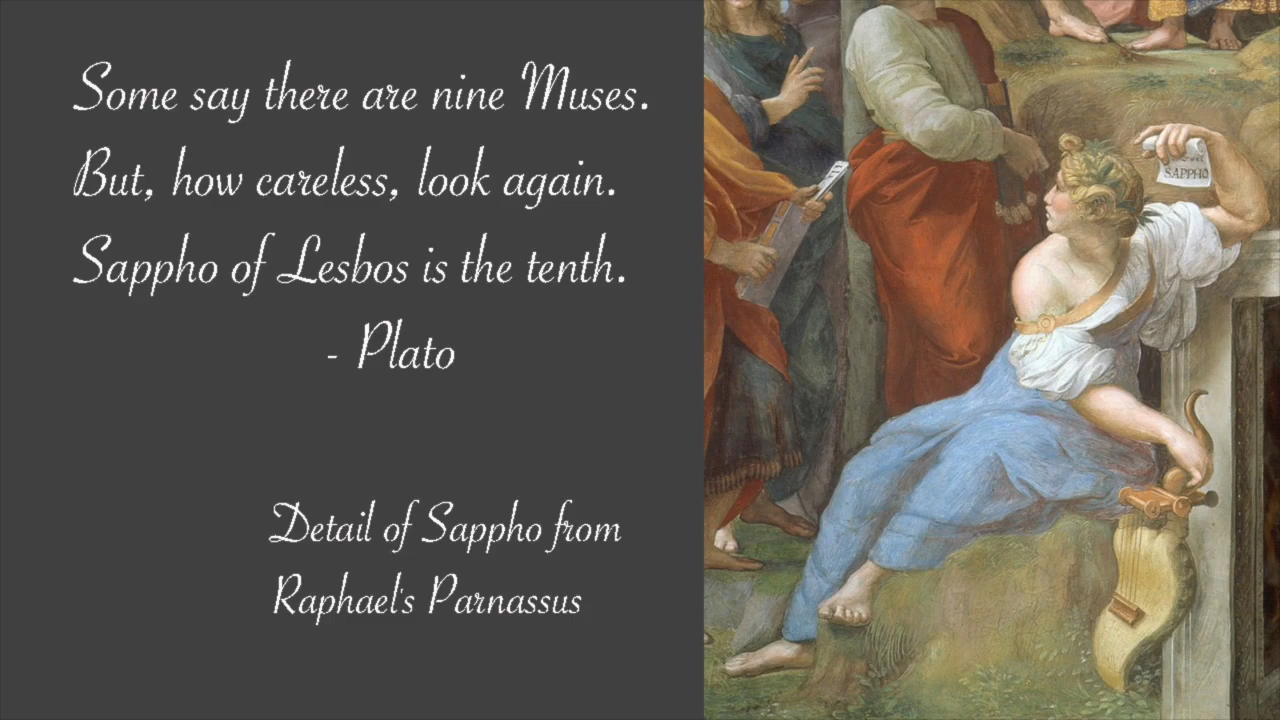 Some say there are nine Muses.
But, how careless, look again.
Sappho of Lesbos is the tenth.
- Plato
Detail of Sappho from
Raphael's Parnassus
SAPPHO